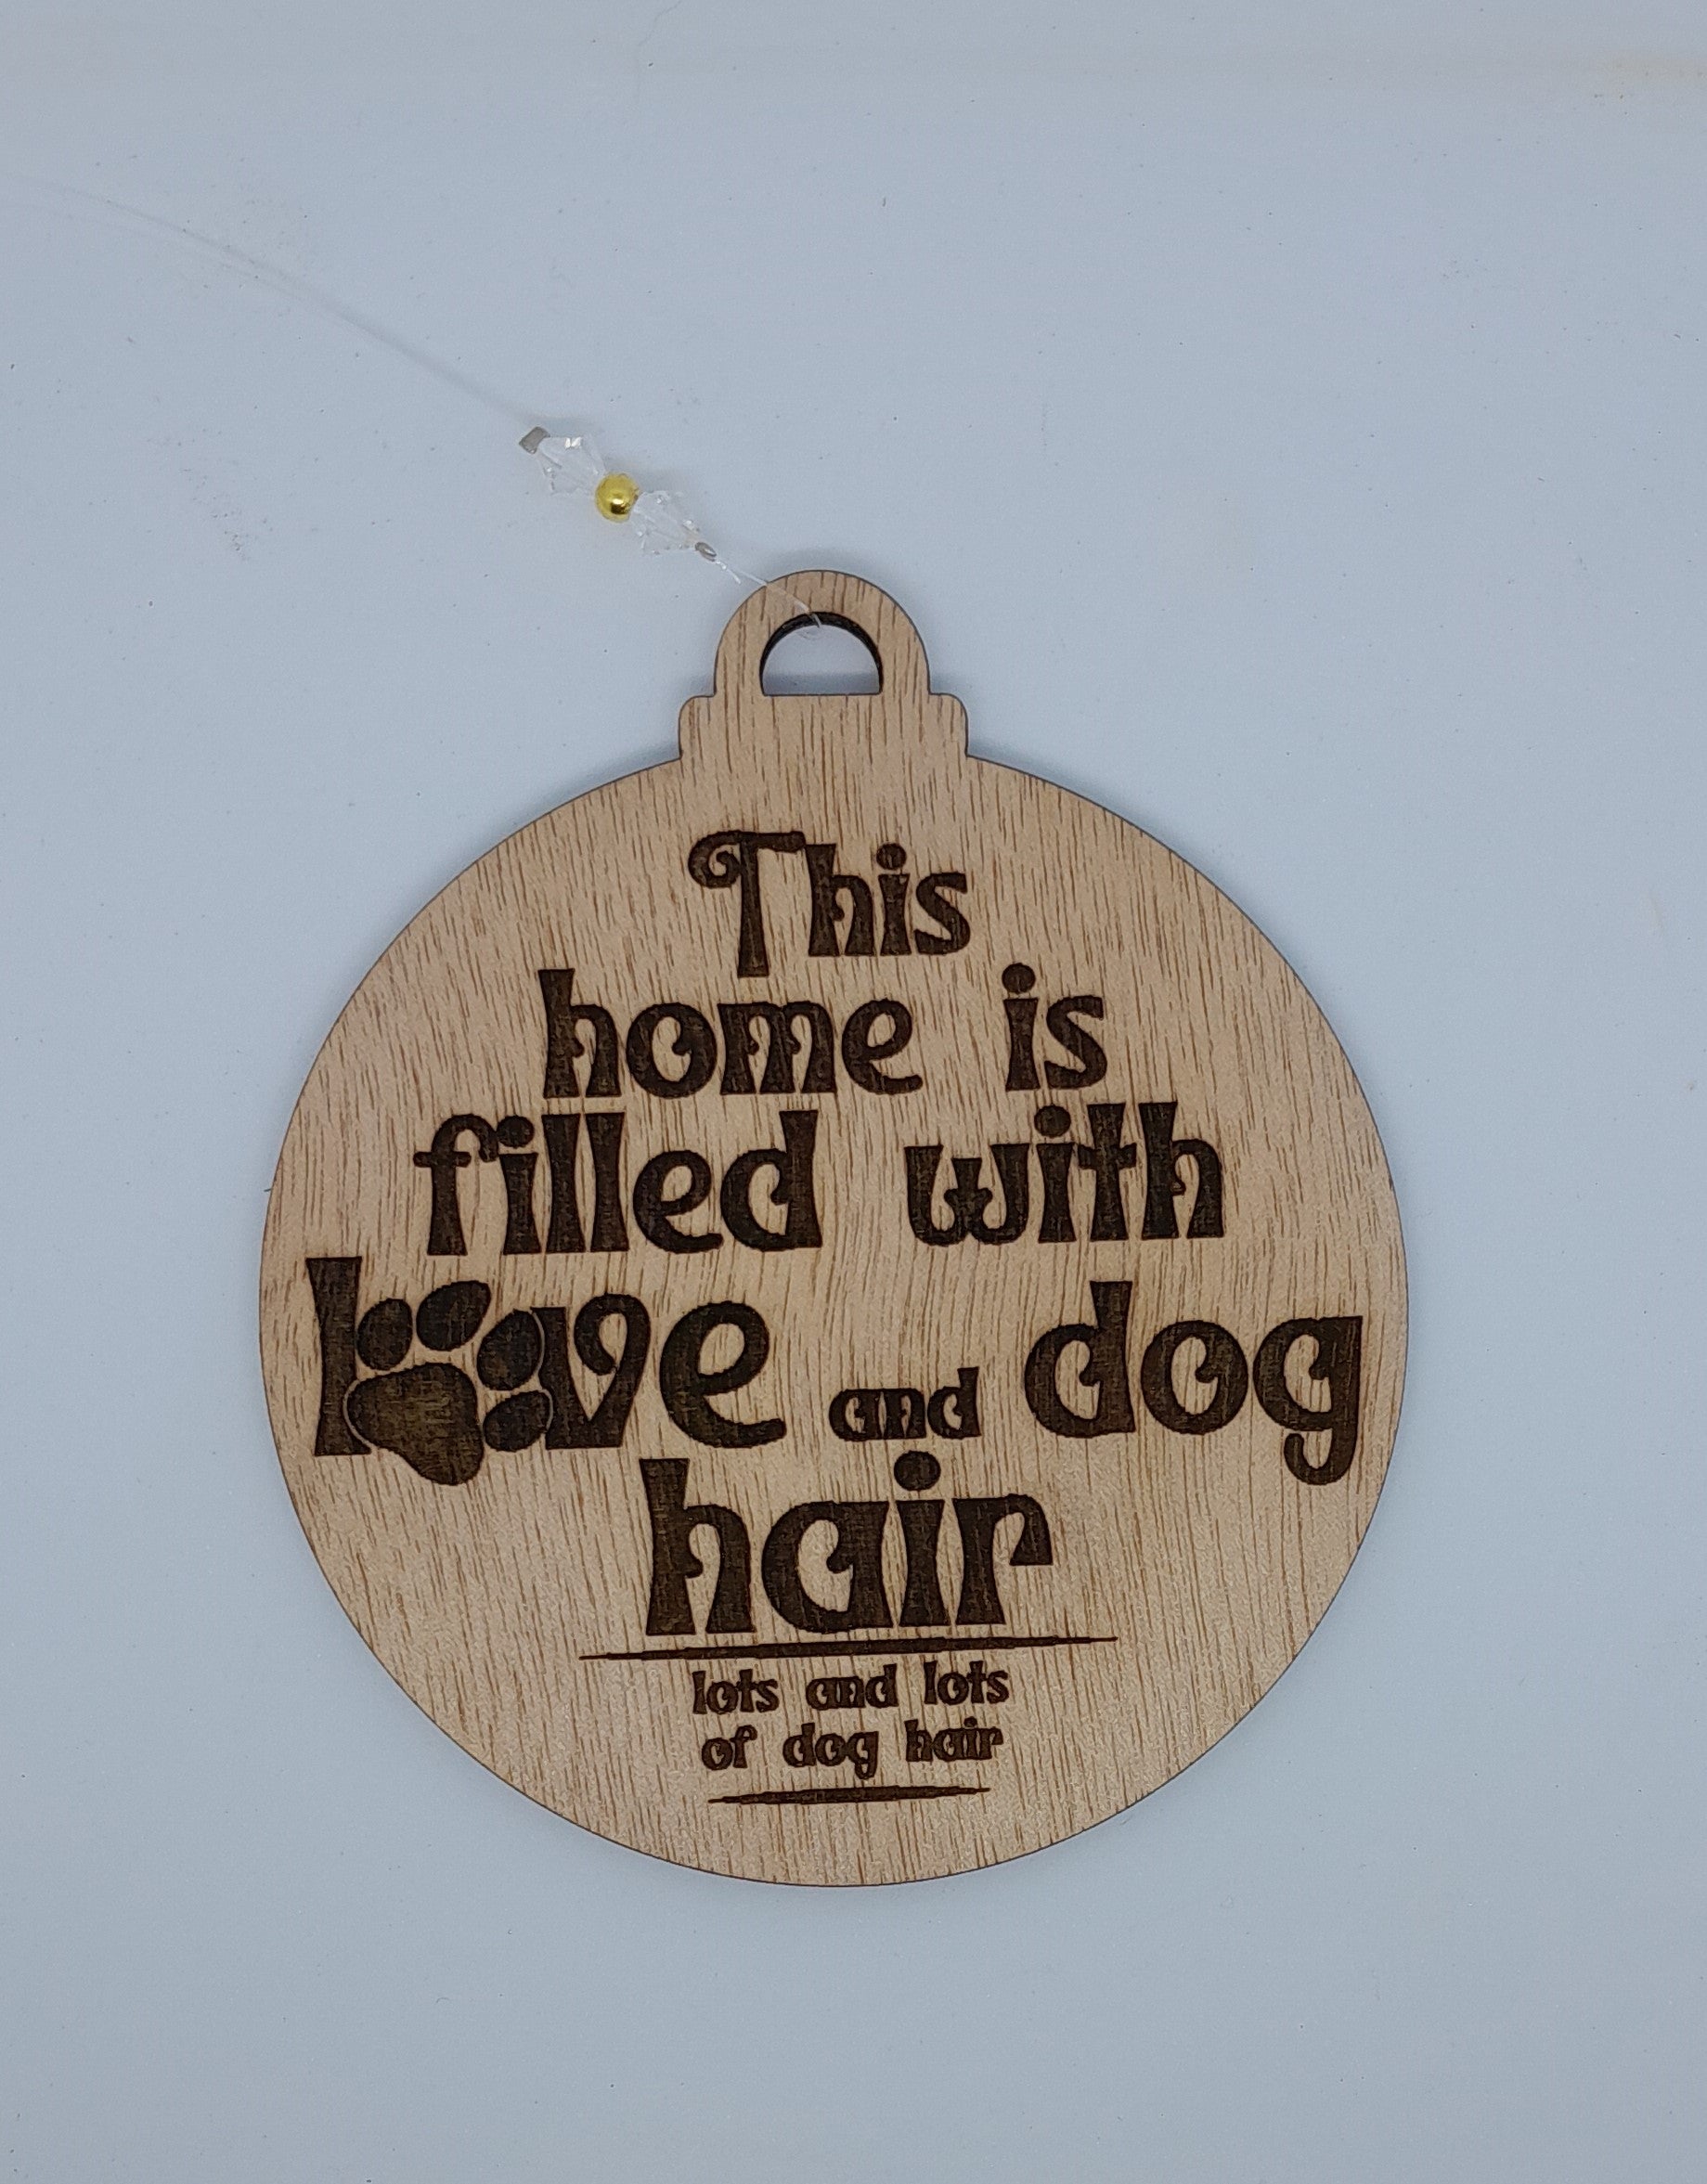 This
home is
filled with
love and dog
hair
lots and lots
of dog hair